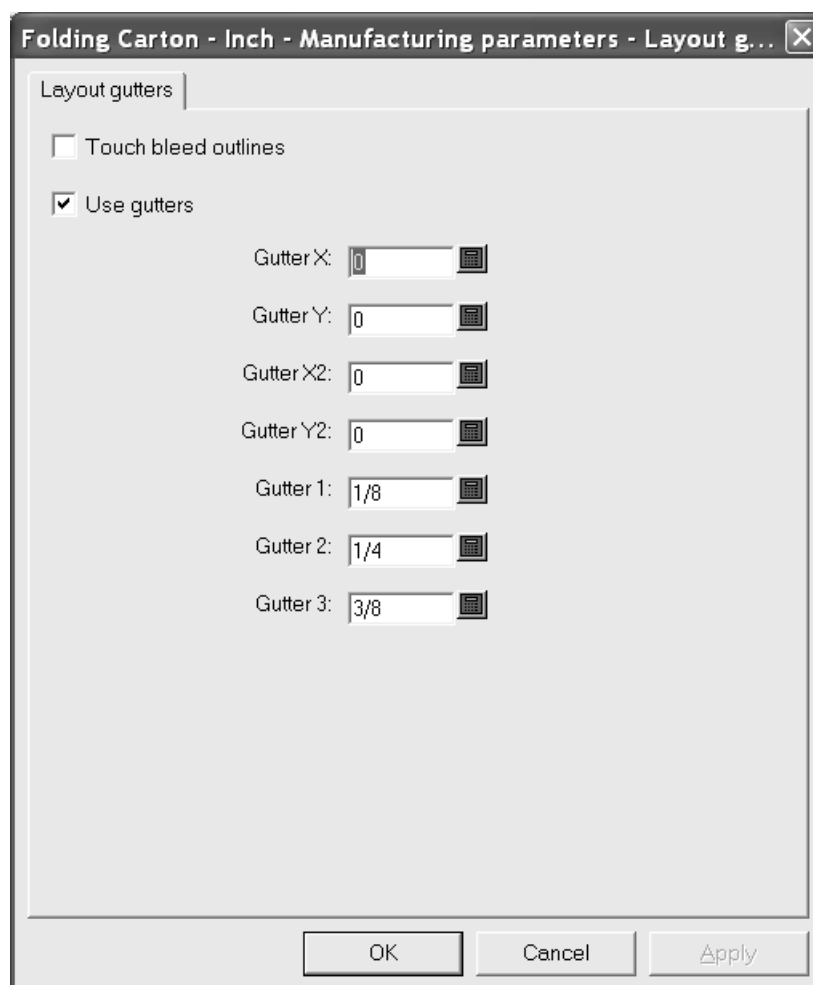 Folding Carton - Inch - Manufacturing parameters - Layout g...
Layout gutters
Touch bleed outlines
Use gutters
Gutter X: 0
Gutter Y: 0
Gutter X2: 0
Gutter Y2: 0
Gutter 1: 1/8
Gutter 2: 1/4
Gutter 3: 3/8
OK Cancel Apply